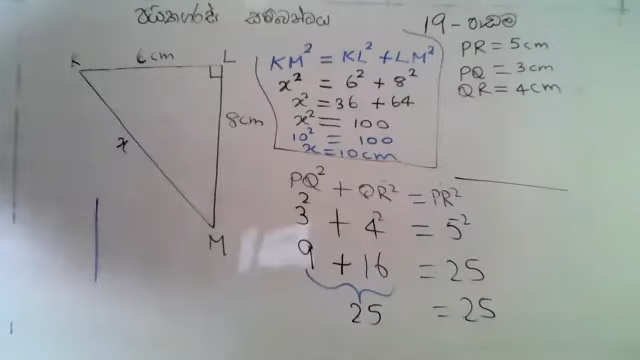 පයිතගරස් සම්බන්ධය
19 - පාඩම
PR = 5cm
PQ = 3cm
QR = 4cm
K 6cm L
8cm
x
M
KM² = KL² + LM²
x² = 6² + 8²
x² = 36 + 64
x² = 100
10² = 100
x = 10cm
PQ² + QR² = PR²
3² + 4² = 5²
9 + 16 = 25
25 = 25